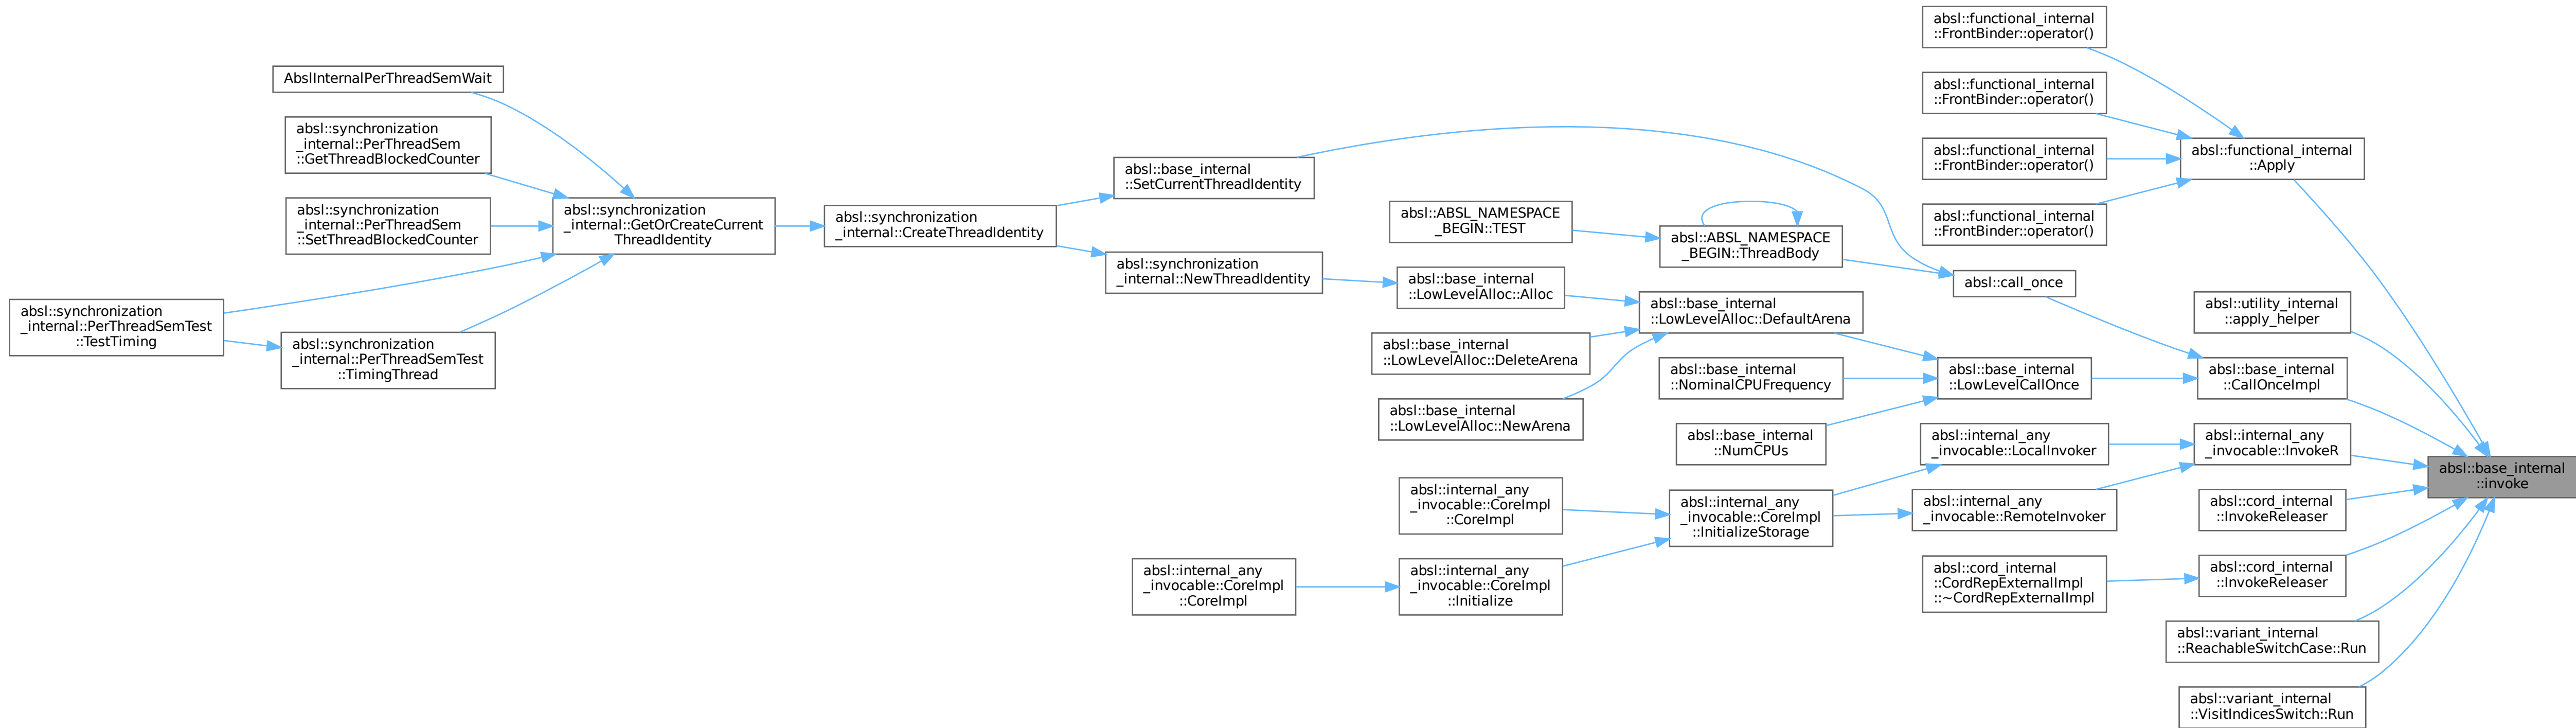 absl::functional_internal
::FrontBinder::operator()
AbslInternalPerThreadSemWait
absl::functional_internal
::FrontBinder::operator()
absl::synchronization
_internal::PerThreadSem
::GetThreadBlockedCounter
absl::functional_internal
::FrontBinder::operator()
absl::functional_internal
::Apply
absl::base_internal
::SetCurrentThreadIdentity
absl::synchronization
_internal::PerThreadSem
::SetThreadBlockedCounter
absl::synchronization
_internal::GetOrCreateCurrent
ThreadIdentity
absl::synchronization
_internal::CreateThreadIdentity
absl::ABSL_NAMESPACE
_BEGIN::TEST
absl::functional_internal
::FrontBinder::operator()
absl::ABSL_NAMESPACE
_BEGIN::ThreadBody
absl::synchronization
_internal::NewThreadIdentity
absl::base_internal
::LowLevelAlloc::Alloc
absl::call_once
absl::synchronization
_internal::PerThreadSemTest
::TestTiming
absl::base_internal
::LowLevelAlloc::DefaultArena
absl::utility_internal
::apply_helper
absl::synchronization
_internal::PerThreadSemTest
::TimingThread
absl::base_internal
::LowLevelAlloc::DeleteArena
absl::base_internal
::NominalCPUFrequency
absl::base_internal
::LowLevelCallOnce
absl::base_internal
::CallOnceImpl
absl::base_internal
::LowLevelAlloc::NewArena
absl::base_internal
::NumCPUs
absl::internal_any
_invocable::LocalInvoker
absl::internal_any
_invocable::InvokeR
absl::base_internal
::invoke
absl::internal_any
_invocable::CoreImpl
::CoreImpl
absl::internal_any
_invocable::CoreImpl
::InitializeStorage
absl::internal_any
_invocable::RemoteInvoker
absl::cord_internal
::InvokeReleaser
absl::internal_any
_invocable::CoreImpl
::CoreImpl
absl::internal_any
_invocable::CoreImpl
::Initialize
absl::cord_internal
::CordRepExternalImpl
::~CordRepExternalImpl
absl::cord_internal
::InvokeReleaser
absl::variant_internal
::ReachableSwitchCase::Run
absl::variant_internal
::VisitIndicesSwitch::Run